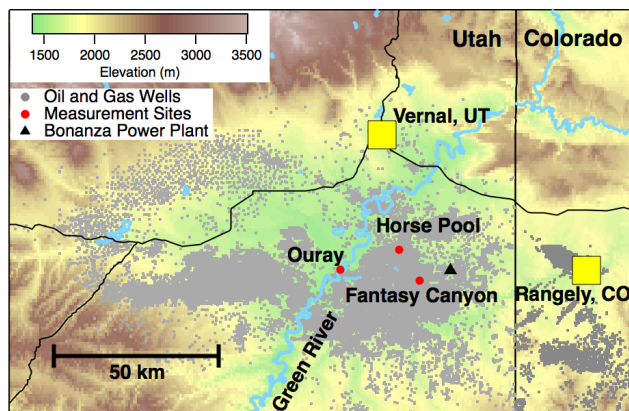 1500 2000 2500 3000 3500
Elevation (m)
Oil and Gas Wells
Measurement Sites
Bonanza Power Plant
Utah
Colorado
Vernal, UT
Horse Pool
Ouray
Fantasy Canyon
Rangely, CO
Green River
50 km